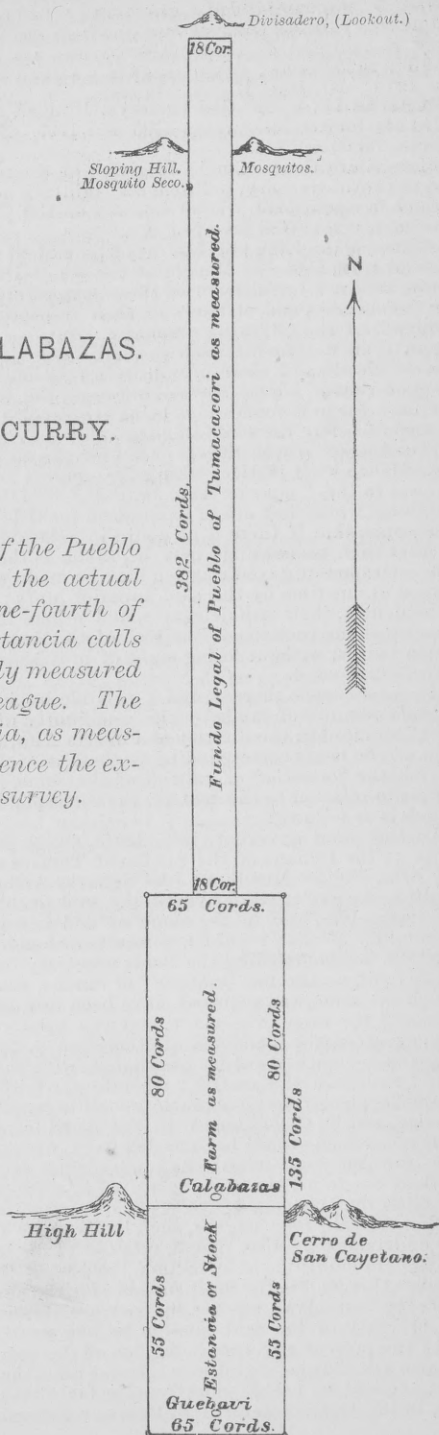 Divisadero, (Lookout.)
18 Cor.
Sloping Hill.
Mosquito Seco.
Mosquitos.
N
LABAZAS.
CURRY.
382 Cords,
Fundo Legal of Pueblo of Tumacacori as measured.
f the Pueblo
the actual
ne-fourth of
stancia calls
ly measured
league. The
ia, as meas-
ence the ex-
survey.
18 Cor.
65 Cords.
80 Cords
80 Cords
135 Cords
Estancia or Stock Farm as measured.
Calabazas
High Hill
Cerro de
San Cayetano.
55 Cords
55 Cords
Guebavi
65 Cords.